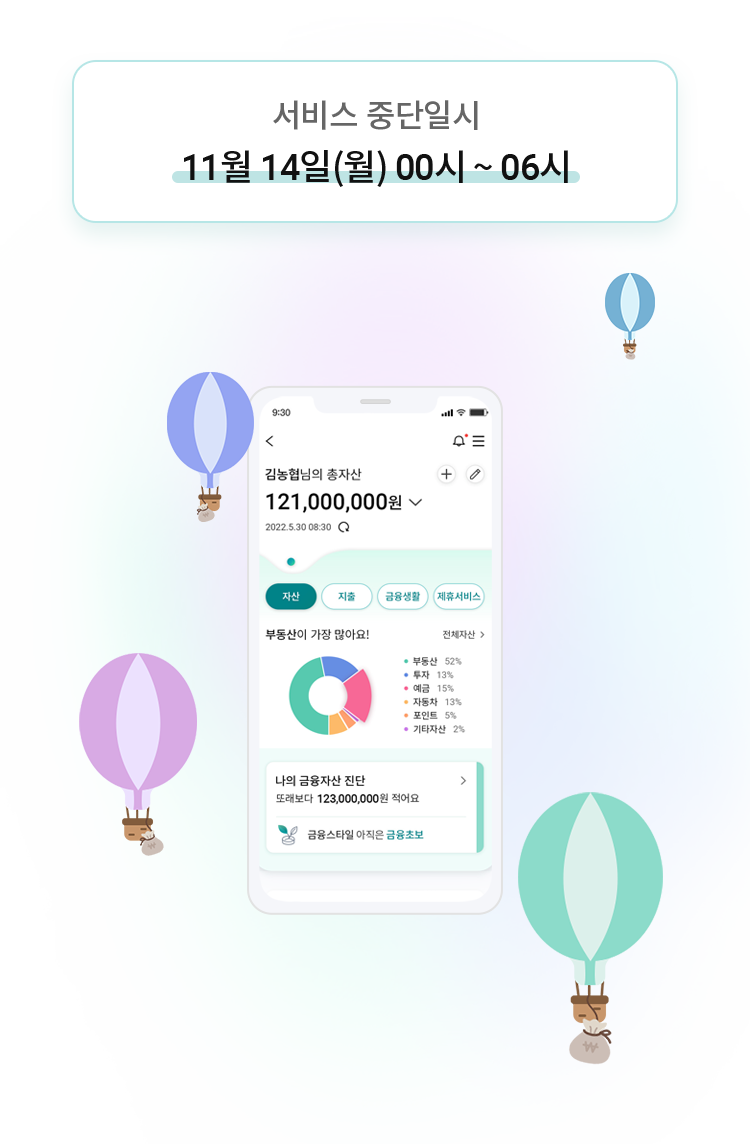 서비스 중단일시
11월 14일(월) 00시 ~ 06시
9:30
김농협님의 총자산
121,000,000원
2022.5.30 08:30
자산 지출 금융생활 제휴서비스
부동산이 가장 많아요! 전체자산
부동산 52%
투자 13%
예금 15%
자동차 13%
포인트 5%
기타자산 2%
나의 금융자산 진단
또래보다 123,000,000원 적어요
금융스타일 아직은 금융초보
₩
₩